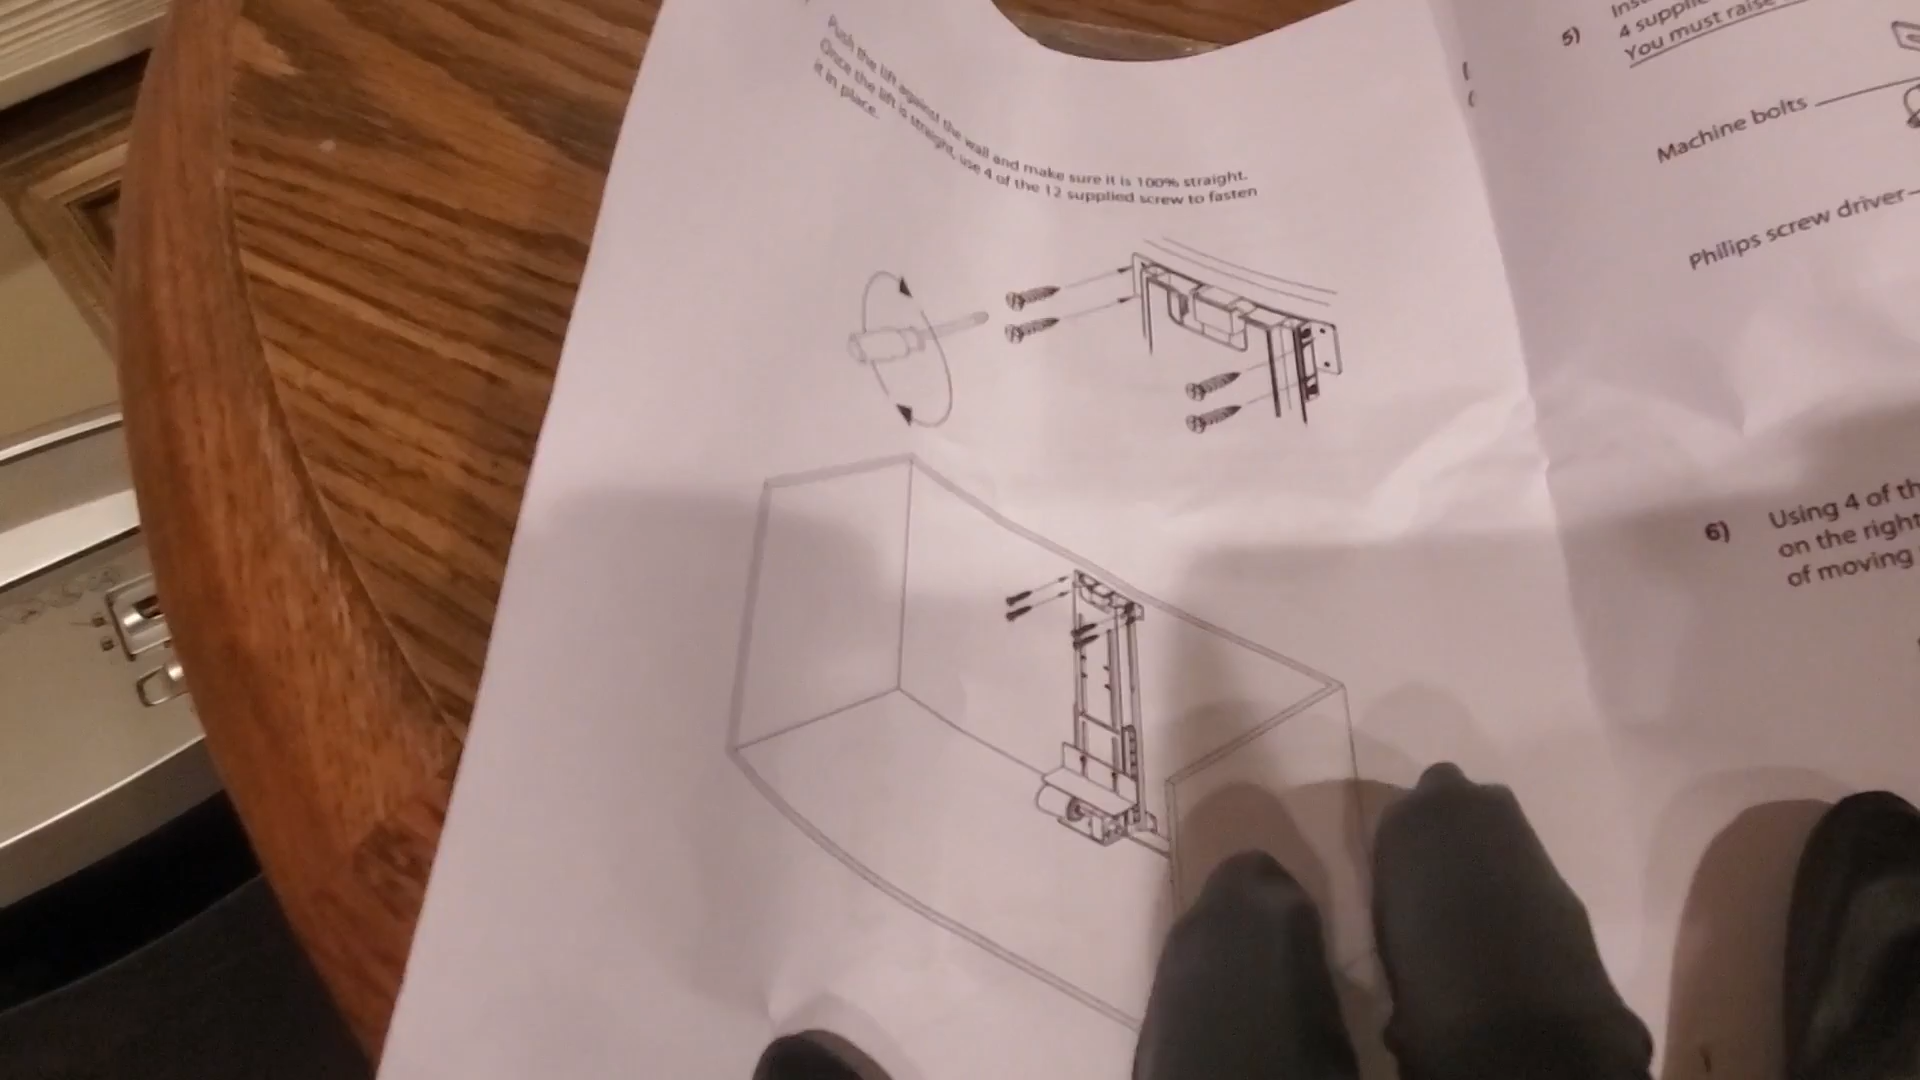 Push the lift against the wall and make sure it is 100% straight.
Once the lift is straight, use 4 of the 12 supplied screw to fasten
it in place.
5)
4 supplie
You must raise
Machine bolts
Philips screw driver
6) Using 4 of th
on the right
of moving